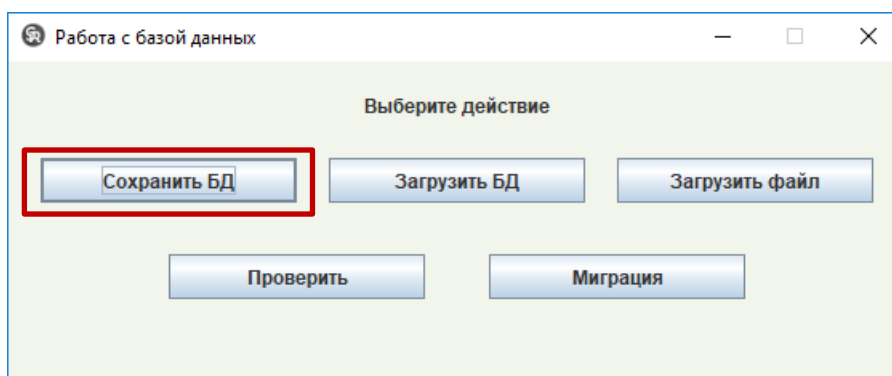 Работа с базой данных
Выберите действие
Сохранить БД Загрузить БД Загрузить файл
Проверить Миграция